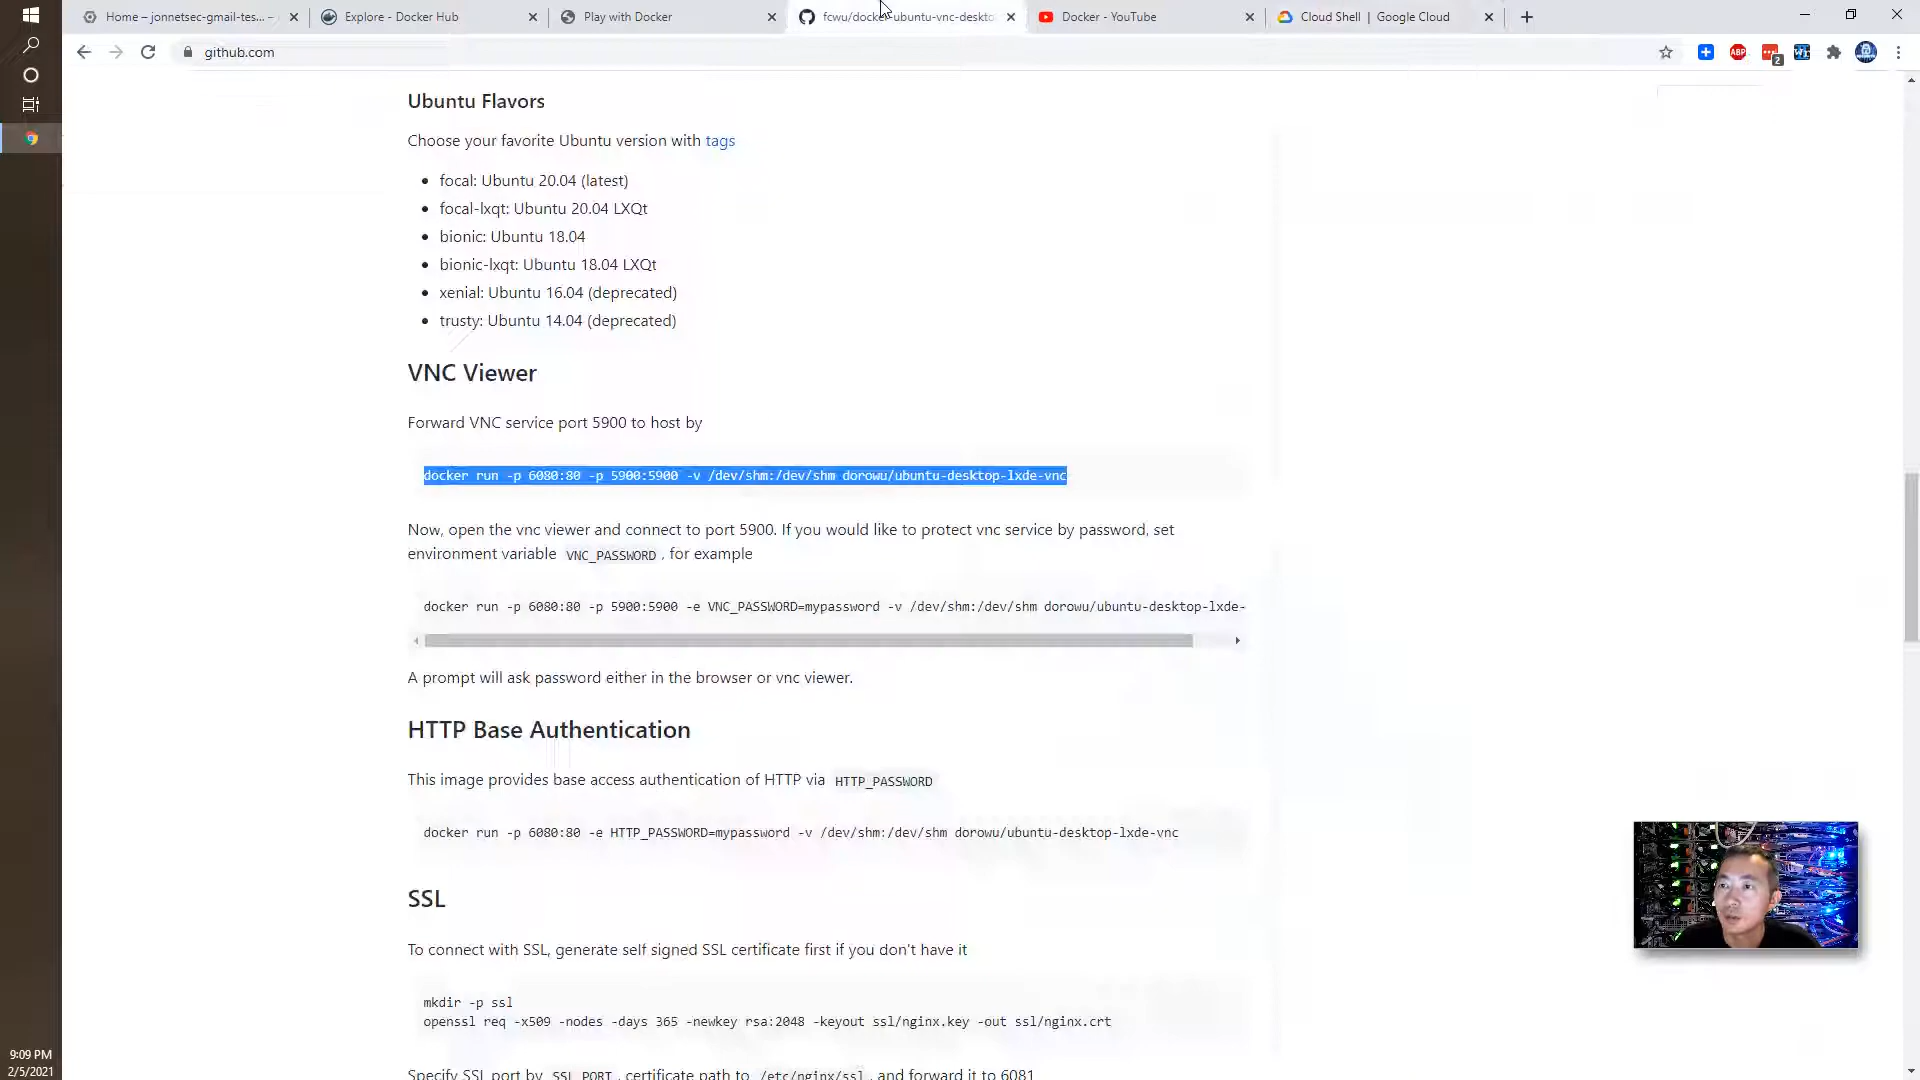 Home – jonnetsec-gmail-tes... –
Explore - Docker Hub
Play with Docker
fcwu/docker-ubuntu-vnc-deskto
Docker - YouTube
Cloud Shell | Google Cloud
github.com
ABP
2
Ubuntu Flavors
Choose your favorite Ubuntu version with tags
focal: Ubuntu 20.04 (latest)
focal-lxqt: Ubuntu 20.04 LXQt
bionic: Ubuntu 18.04
bionic-lxqt: Ubuntu 18.04 LXQt
xenial: Ubuntu 16.04 (deprecated)
trusty: Ubuntu 14.04 (deprecated)
VNC Viewer
Forward VNC service port 5900 to host by
docker run -p 6080:80 -p 5900:5900 -v /dev/shm:/dev/shm dorowu/ubuntu-desktop-lxde-vnc
Now, open the vnc viewer and connect to port 5900. If you would like to protect vnc service by password, set
environment variable VNC_PASSWORD , for example
docker run -p 6080:80 -p 5900:5900 -e VNC_PASSWORD=mypassword -v /dev/shm:/dev/shm dorowu/ubuntu-desktop-lxde-
A prompt will ask password either in the browser or vnc viewer.
HTTP Base Authentication
This image provides base access authentication of HTTP via HTTP_PASSWORD
docker run -p 6080:80 -e HTTP_PASSWORD=mypassword -v /dev/shm:/dev/shm dorowu/ubuntu-desktop-lxde-vnc
SSL
To connect with SSL, generate self signed SSL certificate first if you don't have it
mkdir -p ssl
openssl req -x509 -nodes -days 365 -newkey rsa:2048 -keyout ssl/nginx.key -out ssl/nginx.crt
Specify SSL port by SSL_PORT , certificate path to /etc/nginx/ssl , and forward it to 6081
9:09 PM
2/5/2021